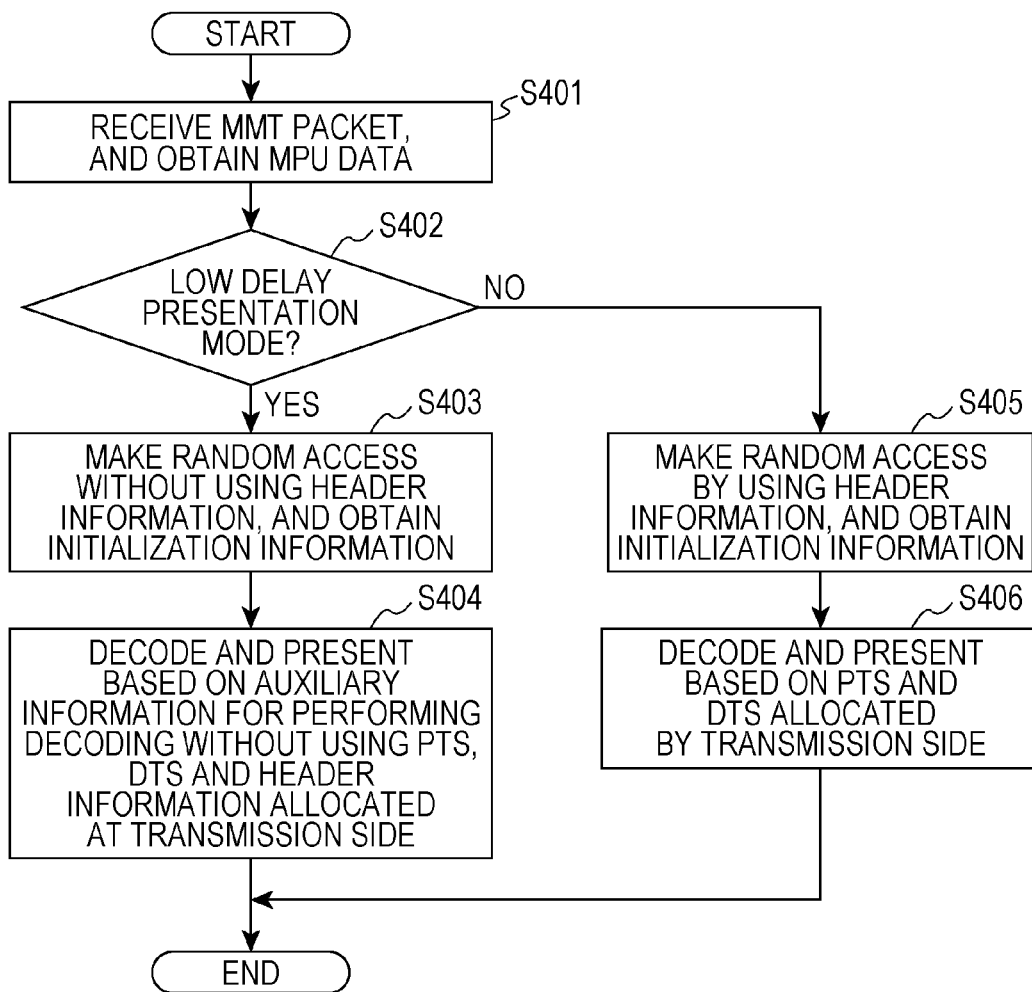 START
S401
RECEIVE MMT PACKET,
AND OBTAIN MPU DATA
S402
LOW DELAY
PRESENTATION
MODE?
NO
YES
S403
MAKE RANDOM ACCESS
WITHOUT USING HEADER
INFORMATION, AND OBTAIN
INITIALIZATION INFORMATION
S405
MAKE RANDOM ACCESS
BY USING HEADER
INFORMATION, AND OBTAIN
INITIALIZATION INFORMATION
S404
DECODE AND PRESENT
BASED ON AUXILIARY
INFORMATION FOR PERFORMING
DECODING WITHOUT USING PTS,
DTS AND HEADER
INFORMATION ALLOCATED
AT TRANSMISSION SIDE
S406
DECODE AND PRESENT
BASED ON PTS AND
DTS ALLOCATED
BY TRANSMISSION SIDE
END